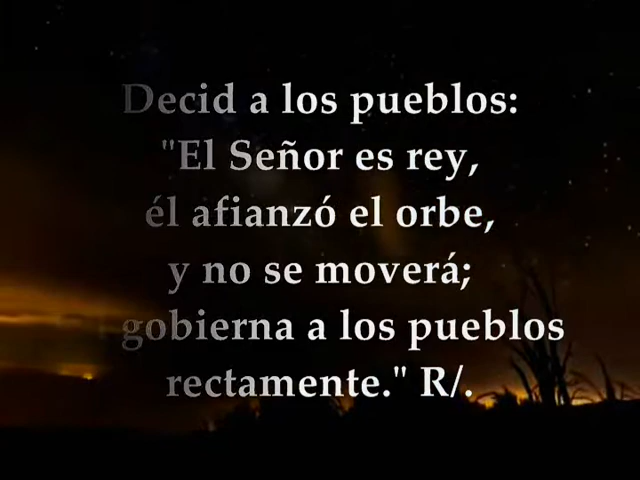 Decid a los pueblos:
"El Señor es rey,
él afianzó el orbe,
y no se moverá;
gobierna a los pueblos
rectamente." R/.